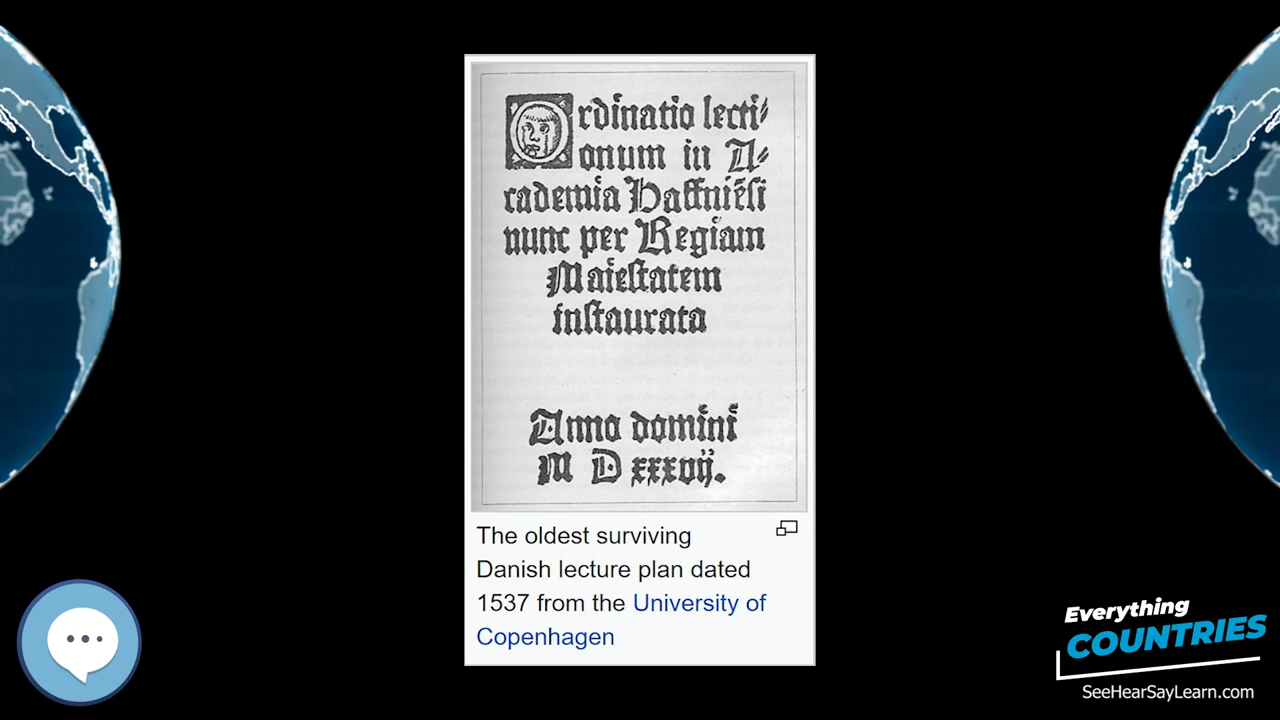 Ordinatio lecti⸗
onum in A⸗
cademia Haffniẽsi
nunc per Regiam
Maiestatem
instaurata
Anno domini
M D xxxvij.
The oldest surviving
Danish lecture plan dated
1537 from the University of
Copenhagen
Everything
COUNTRIES
SeeHearSayLearn.com